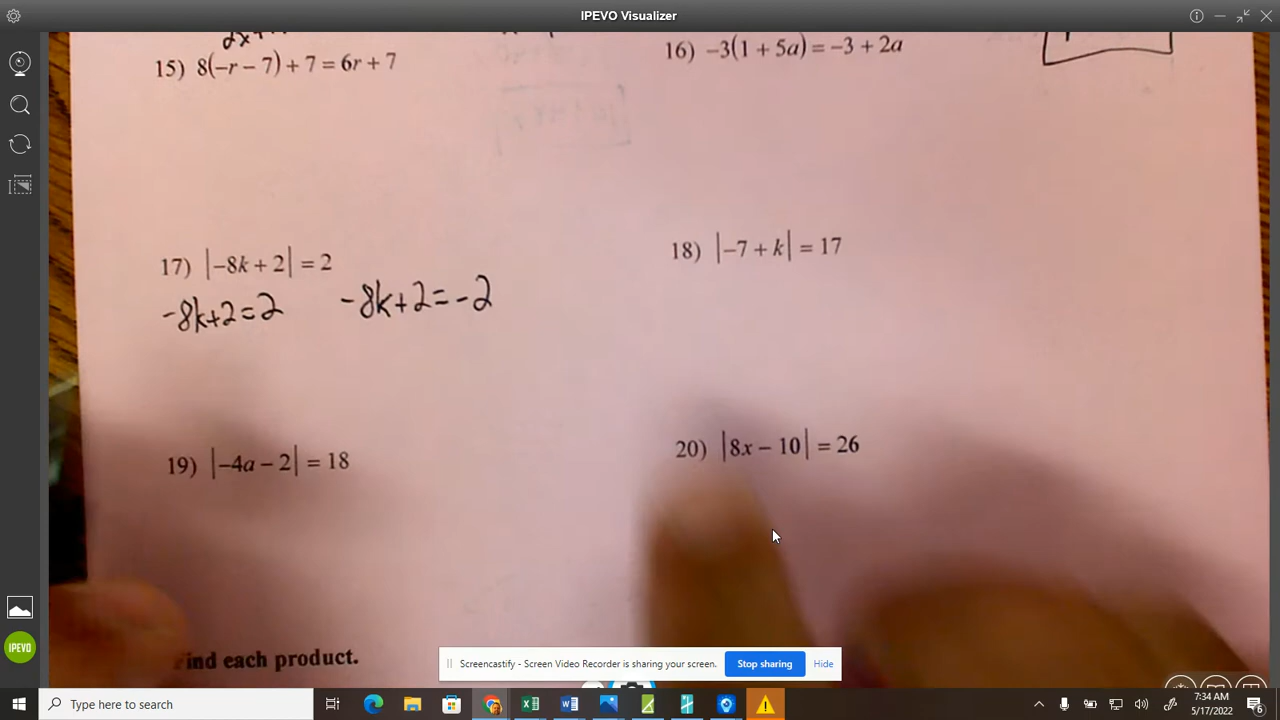 IPEVO Visualizer
15) 8(−r − 7) + 7 = 6r + 7
16) −3(1 + 5a) = −3 + 2a
17) |−8k + 2| = 2
-8k+2=2 -8k+2=-2
18) |−7 + k| = 17
19) |−4a − 2| = 18
20) |8x − 10| = 26
ind each product.
Screencastify - Screen Video Recorder is sharing your screen.
Stop sharing
Hide
IPEVO
Type here to search
7:34 AM
5/17/2022
6